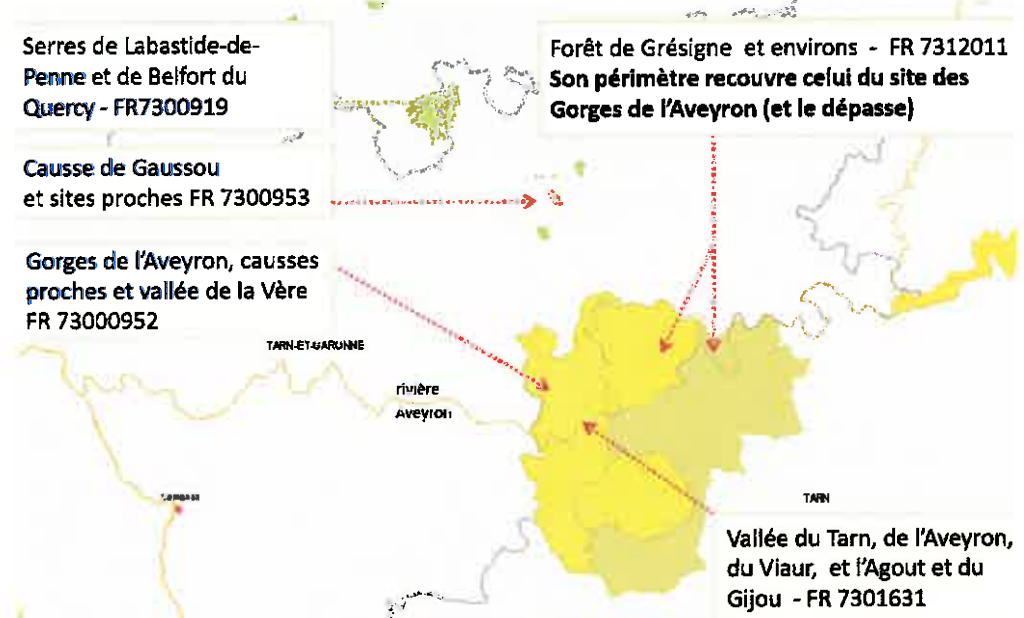 Serres de Labastide-de-
Penne et de Belfort du
Quercy - FR7300919
Forêt de Grésigne et environs - FR 7312011
Son périmètre recouvre celui du site des
Gorges de l'Aveyron (et le dépasse)
Causse de Gaussou
et sites proches FR 7300953
Gorges de l'Aveyron, causses
proches et vallée de la Vère
FR 73000952
TARN-ET-GARONNE
rivière
Aveyron
TARN
Vallée du Tarn, de l'Aveyron,
du Viaur, et l'Agout et du
Gijou - FR 7301631